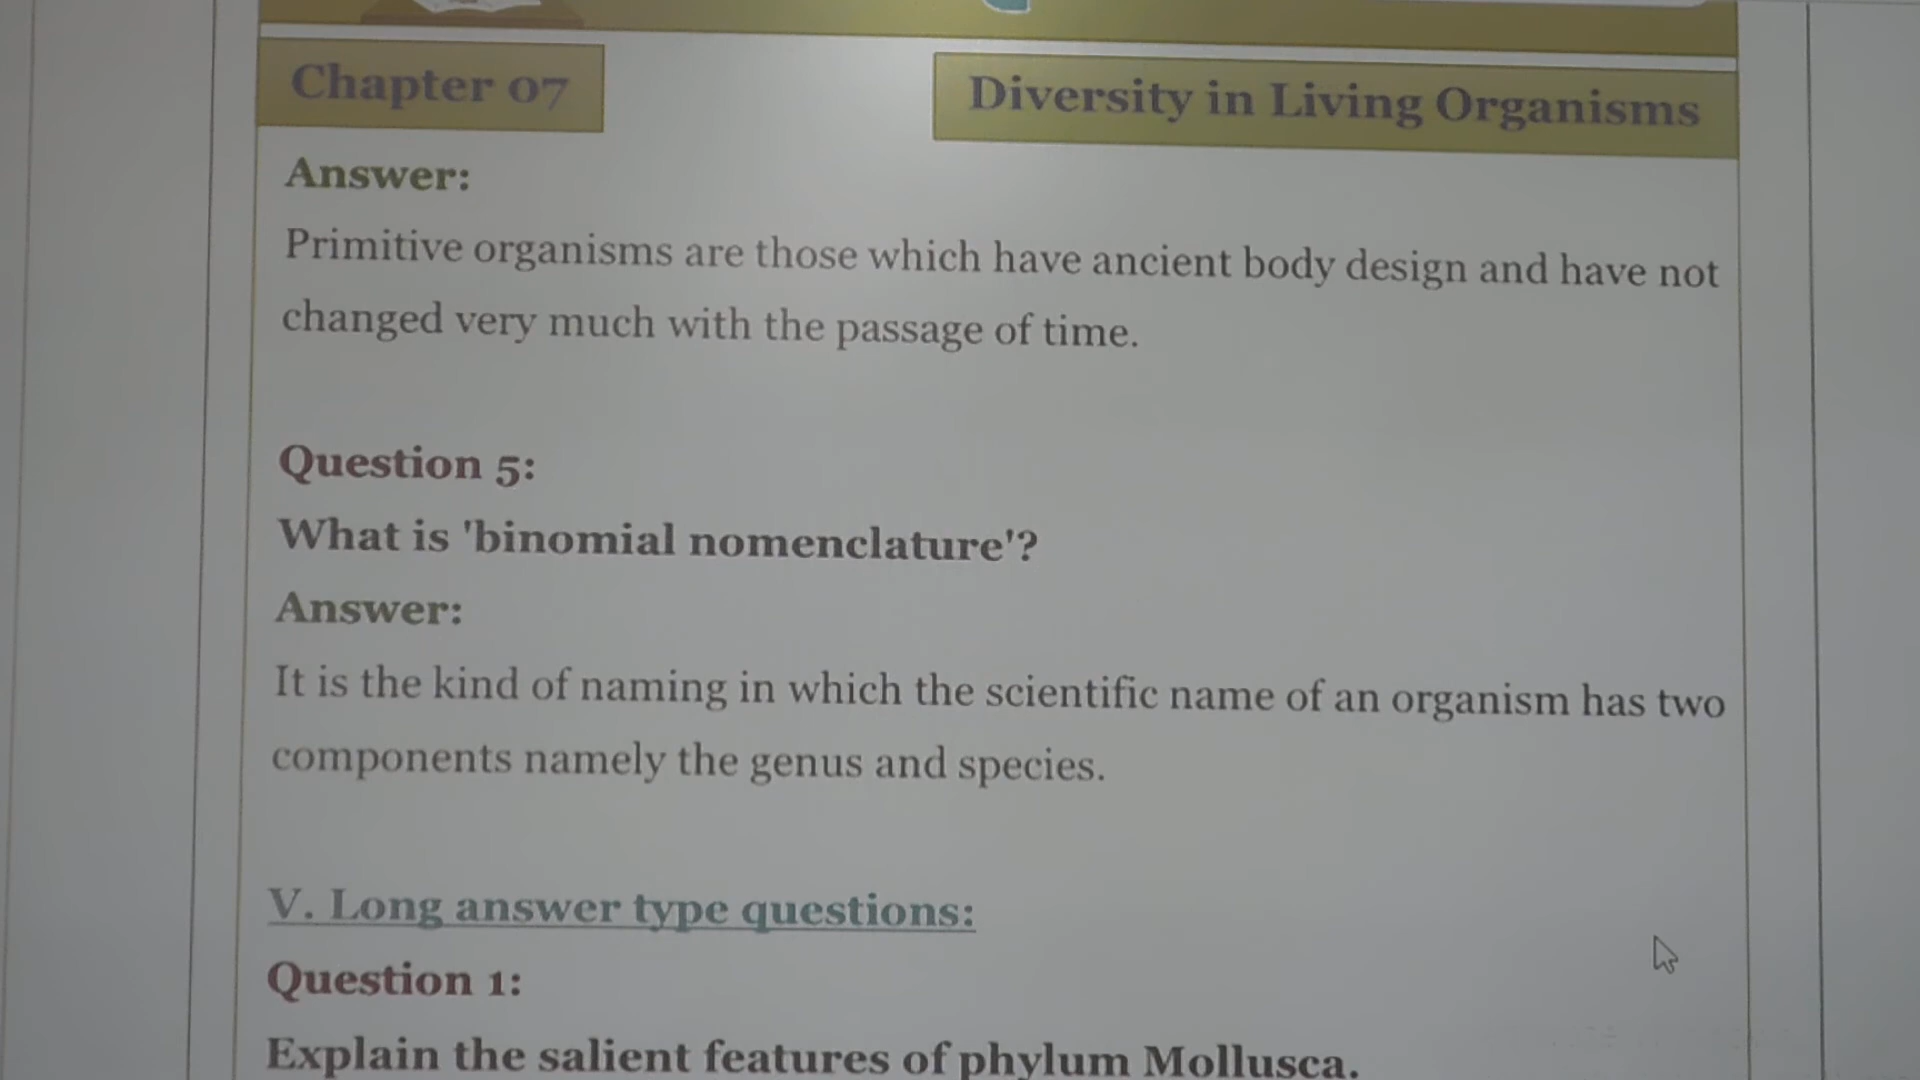 Chapter 07
Diversity in Living Organisms
Answer:
Primitive organisms are those which have ancient body design and have not
changed very much with the passage of time.
Question 5:
What is 'binomial nomenclature'?
Answer:
It is the kind of naming in which the scientific name of an organism has two
components namely the genus and species.
V. Long answer type questions:
Question 1:
Explain the salient features of phylum Mollusca.